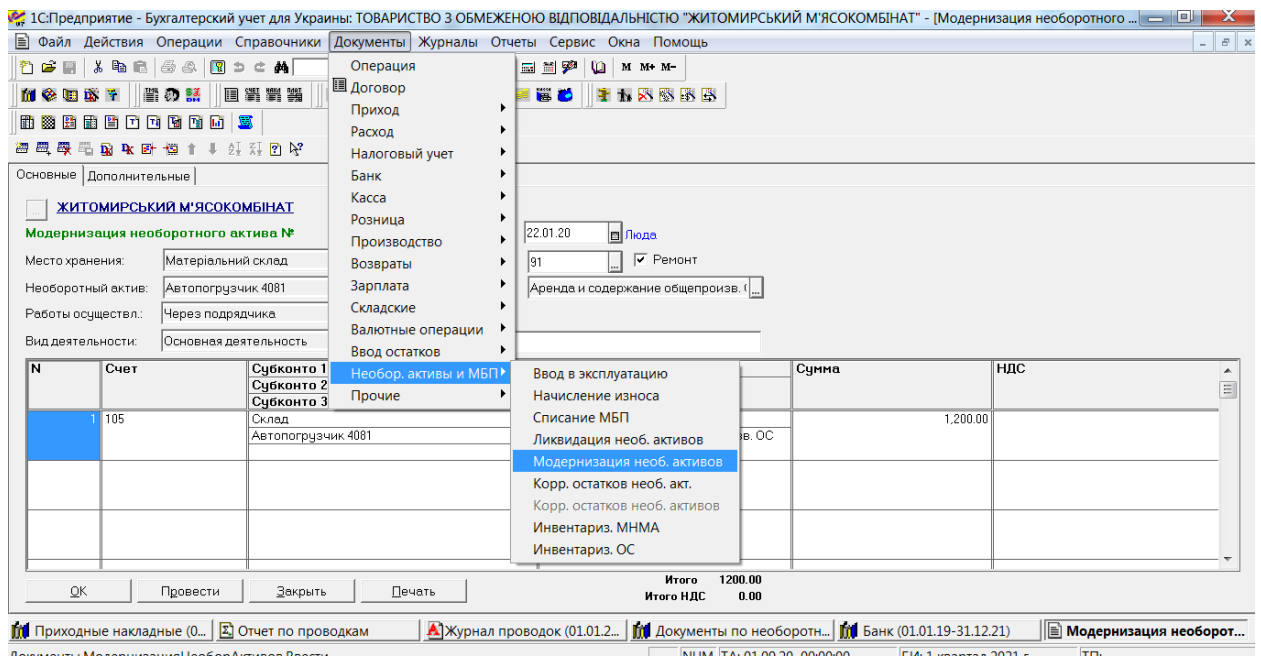 1С:Предприятие - Бухгалтерский учет для Украины: ТОВАРИСТВО З ОБМЕЖЕНОЮ ВІДПОВІДАЛЬНІСТЮ "ЖИТОМИРСЬКИЙ М'ЯСОКОМБІНАТ" - [Модернизация необоротного ...
Файл Действия Операции Справочники Документы Журналы Отчеты Сервис Окна Помощь
M M+ M-
Операция
Договор
Приход
Расход
Налоговый учет
Банк
Касса
Розница
Производство
Возвраты
Зарплата
Складские
Валютные операции
Ввод остатков
Необор. активы и МБП
Прочие
Ввод в эксплуатацию
Начисление износа
Списание МБП
Ликвидация необ. активов
Модернизация необ. активов
Корр. остатков необ. акт.
Корр. остатков необ. активов
Инвентариз. МНМА
Инвентариз. ОС
Основные Дополнительные
... ЖИТОМИРСЬКИЙ М'ЯСОКОМБІНАТ
Модернизация необоротного актива № 22.01.20 Люда
Место хранения: Матеріальний склад 91 ... Ремонт
Необоротный актив: Автопогрузчик 4081 Аренда и содержание общепроизв. ( ...
Работы осуществл.: Через подрядчика
Вид деятельности: Основная деятельность
N Счет Субконто 1 Сумма НДС
Субконто 2
Субконто 3
1 105 Склад 1,200.00
Автопогрузчик 4081 зв. ОС
Итого 1200.00
Итого НДС 0.00
OK Провести Закрыть Печать
Приходные накладные (0... Отчет по проводкам Журнал проводок (01.01.2... Документы по необоротн... Банк (01.01.19-31.12.21) Модернизация необорот...